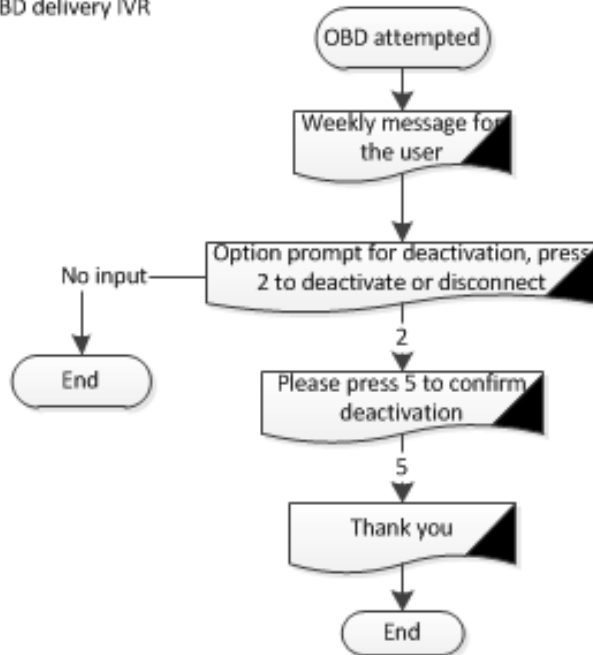 BD delivery IVR
OBD attempted
Weekly message for
the user
Option prompt for deactivation, press
2 to deactivate or disconnect
No input
2
End
Please press 5 to confirm
deactivation
5
Thank you
End